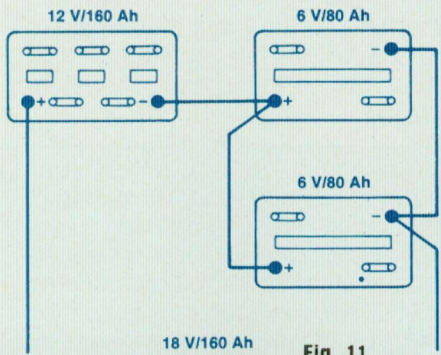 12 V/160 Ah
6 V/80 Ah
-
+ -
+
6 V/80 Ah
-
+
18 V/160 Ah
Fig. 11